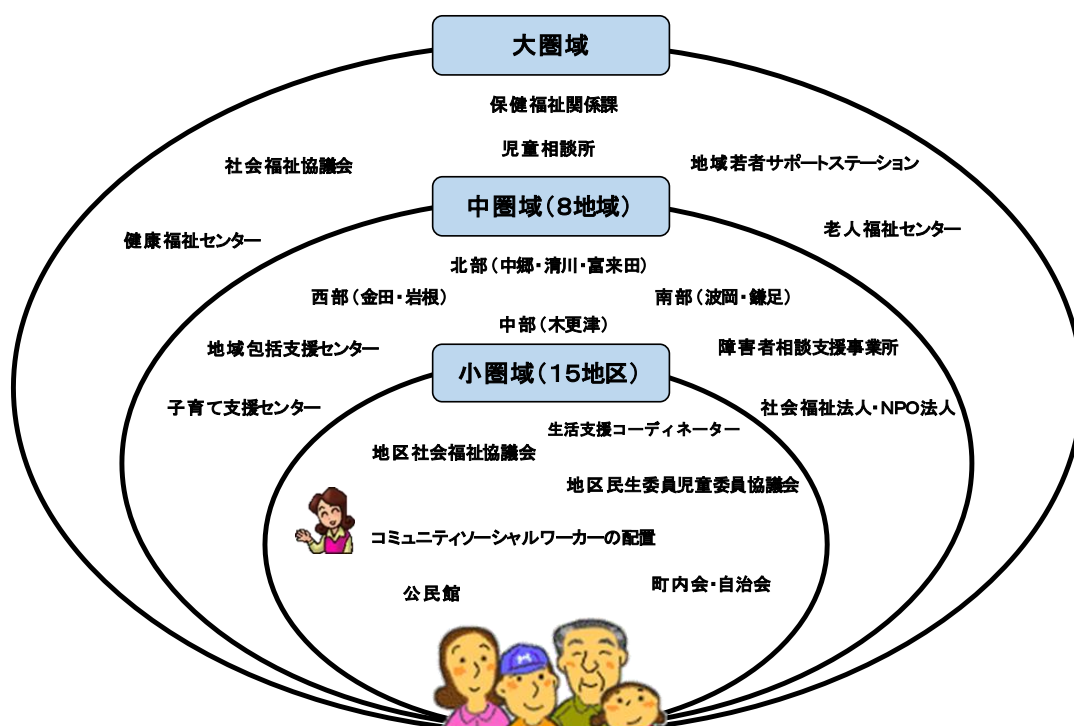 大圏域
保健福祉関係課
児童相談所
社会福祉協議会
地域若者サポートステーション
健康福祉センター
老人福祉センター
中圏域(8地域)
北部(中郷・清川・富来田)
西部(金田・岩根)
南部(波岡・鎌足)
中部(木更津)
地域包括支援センター
障害者相談支援事業所
子育て支援センター
社会福祉法人・NPO法人
小圏域(15地区)
生活支援コーディネーター
地区社会福祉協議会
地区民生委員児童委員協議会
コミュニティソーシャルワーカーの配置
公民館
町内会・自治会